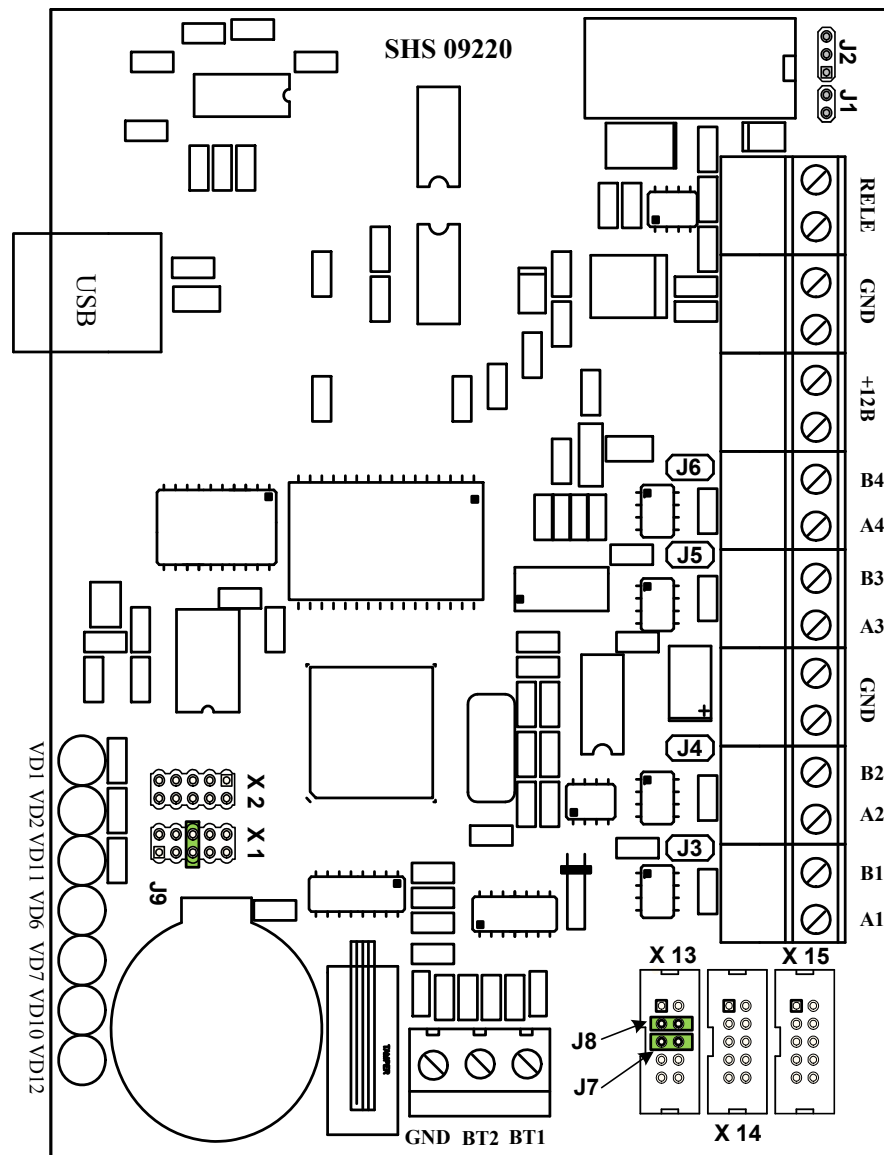 SHS 09220
J2
J1
RELE
USB
GND
+12B
J6
B4
A4
J5
B3
A3
GND
+
J4
B2
A2
VD1 VD2 VD11 VD6 VD7 VD10 VD12
X 2
X 1
J9
J3
B1
A1
X 13
X 15
J8
J7
TAMPER
GND BT2 BT1
X 14